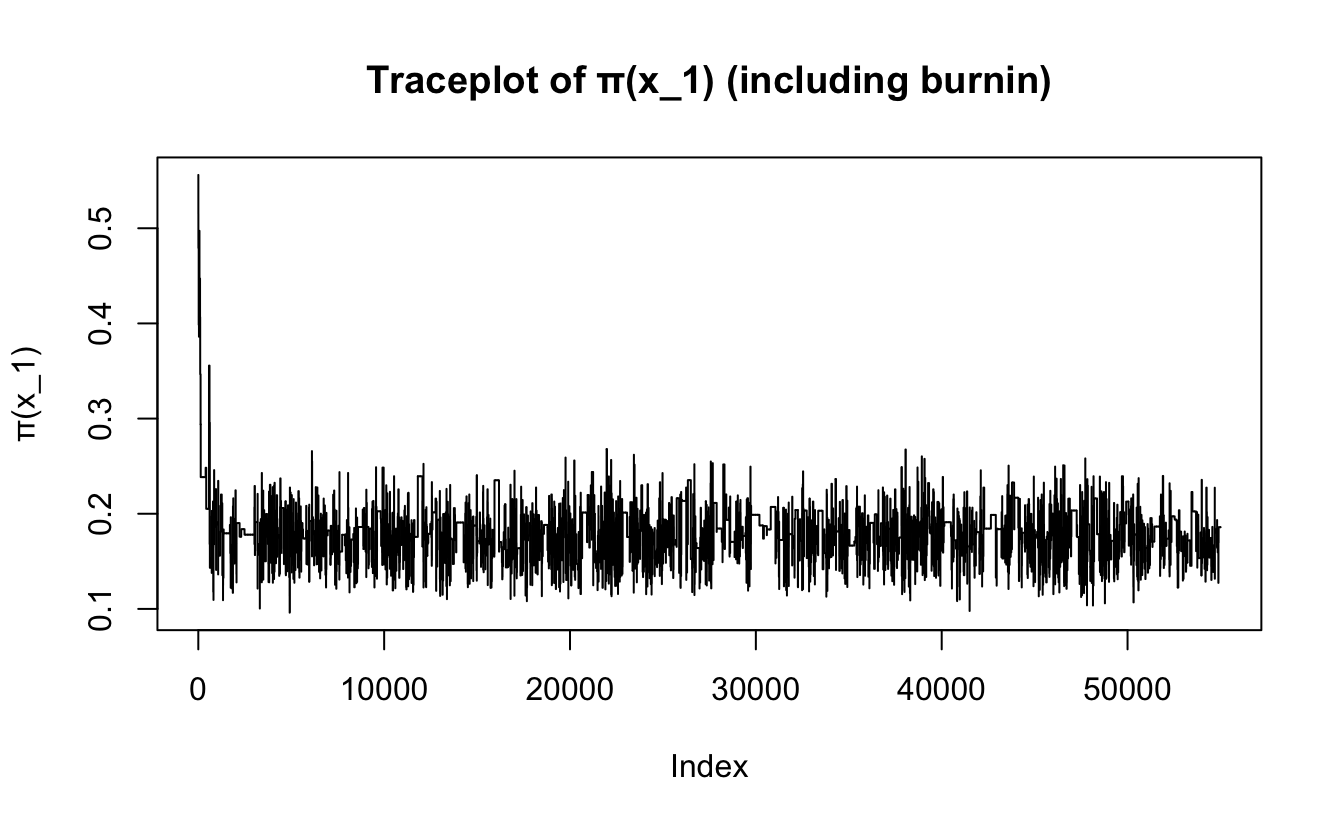 Traceplot of π(x_1) (including burnin)
π(x_1)
0.5
0.4
0.3
0.2
0.1
0 10000 20000 30000 40000 50000
Index